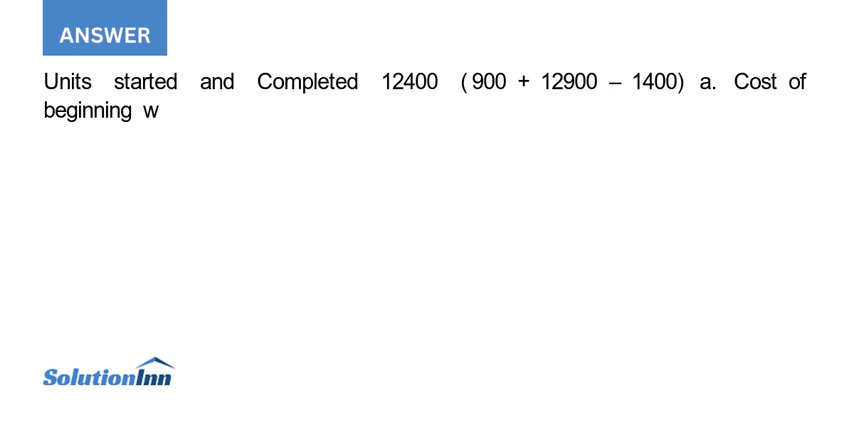 ANSWER
Units started and Completed 12400 ( 900 + 12900 – 1400) a. Cost of
beginning w
SolutionInn